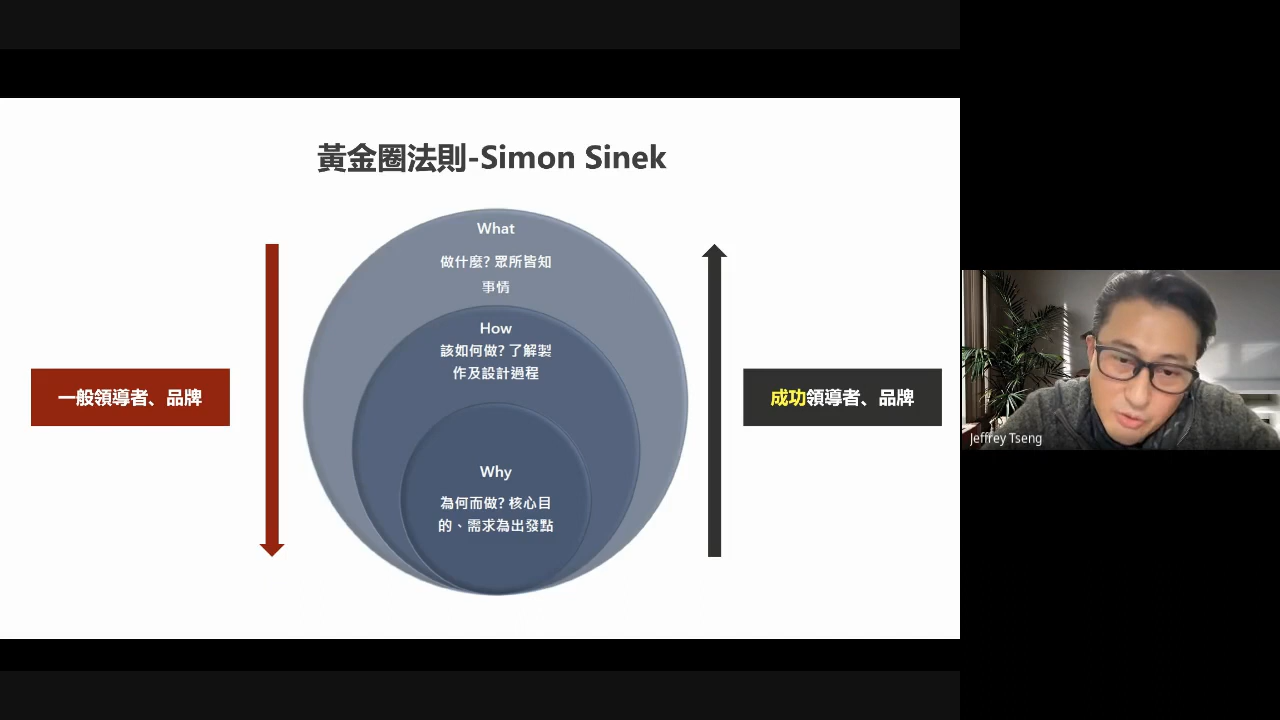 黃金圈法則-Simon Sinek
What
做什麼? 眾所皆知
事情
How
該如何做? 了解製
作及設計過程
Why
為何而做? 核心目
的、需求為出發點
一般領導者、品牌
成功領導者、品牌
Jeffrey Tseng